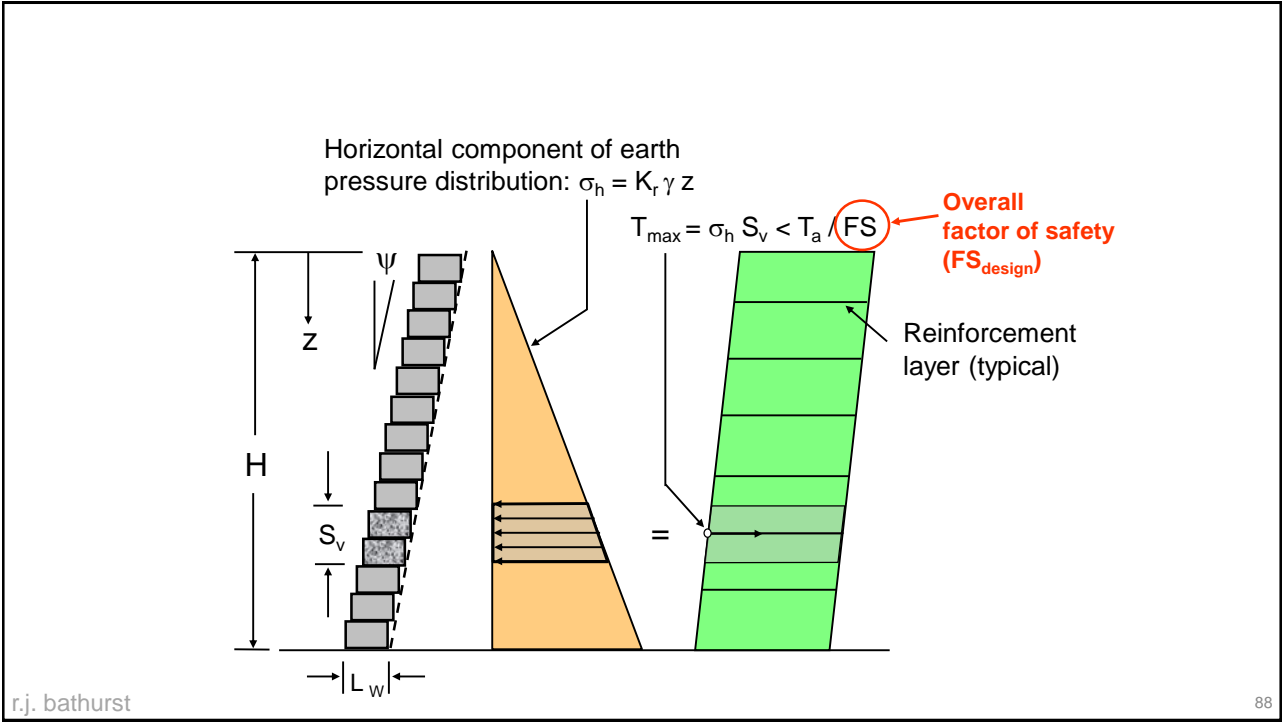 Horizontal component of earth
pressure distribution: σh = Kr γ z
Tmax = σh Sv < Ta / FS
Overall
factor of safety
(FSdesign)
ψ
z
Reinforcement
layer (typical)
H
Sv
=
L w
r.j. bathurst
88